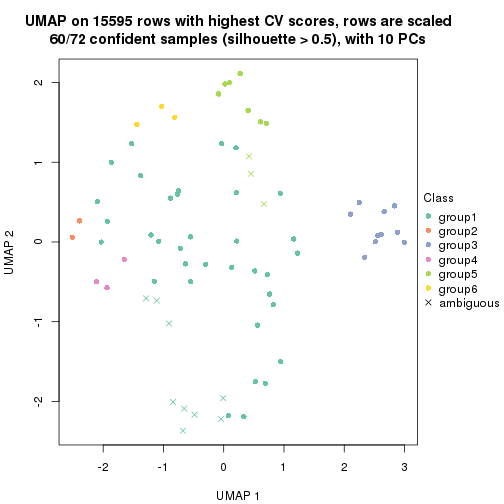 UMAP on 15595 rows with highest CV scores, rows are scaled
60/72 confident samples (silhouette > 0.5), with 10 PCs
2
1
0
-1
-2
UMAP 2
-2
-1
0
1
2
3
UMAP 1
Class
group1
group2
group3
group4
group5
group6
ambiguous